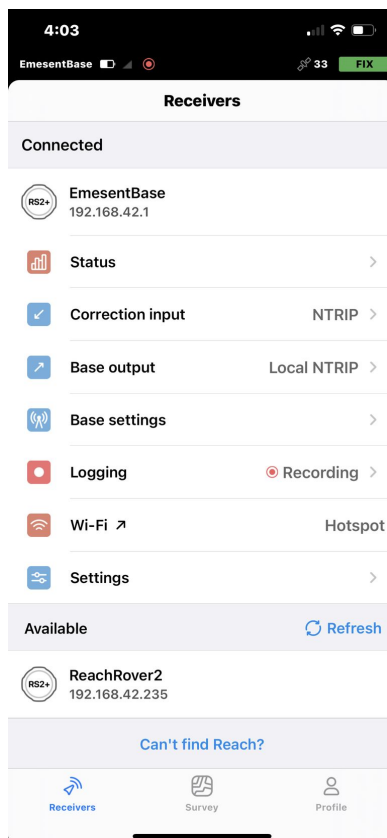 4:03
EmesentBase 33 FIX
Receivers
Connected
RS2+ EmesentBase
192.168.42.1
Status
Correction input NTRIP
Base output Local NTRIP
Base settings
Logging Recording
Wi-Fi ↗ Hotspot
Settings
Available Refresh
RS2+ ReachRover2
192.168.42.235
Can't find Reach?
Receivers Survey Profile